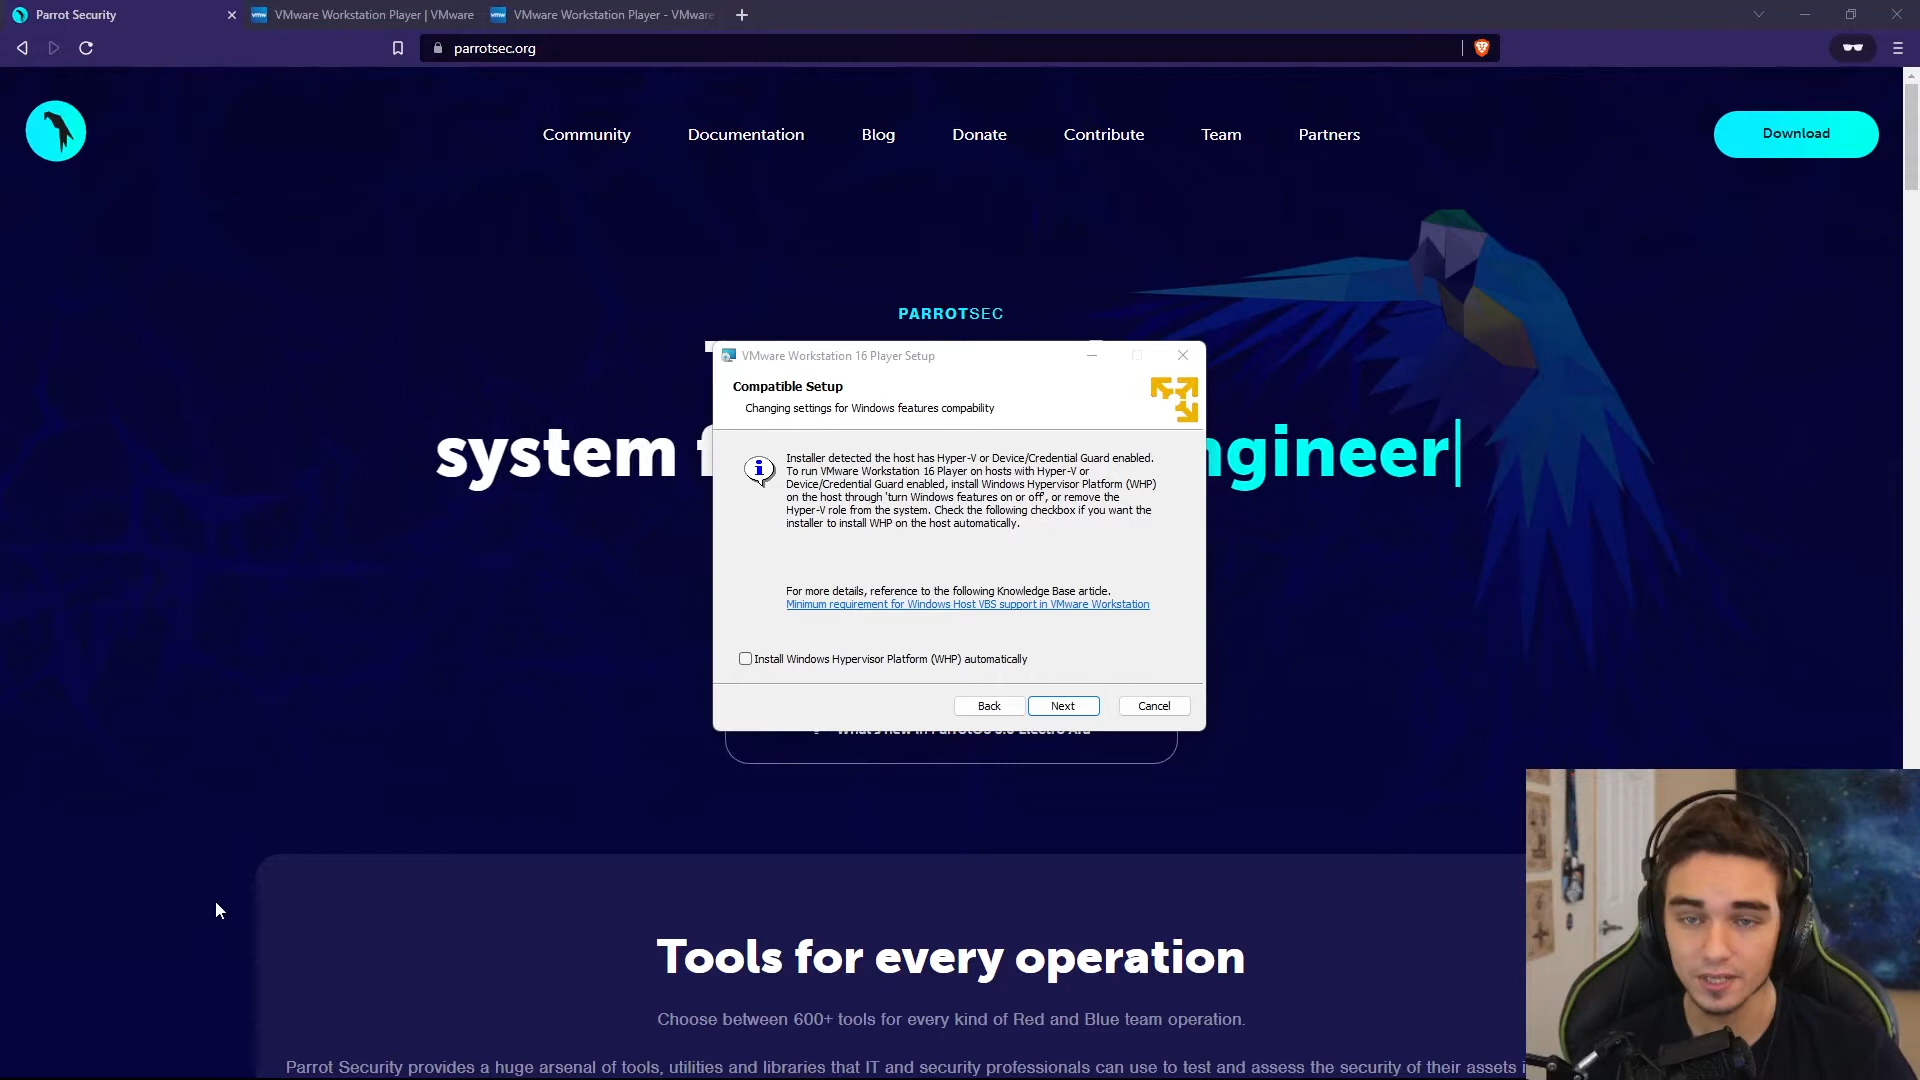 Parrot Security
VMware Workstation Player | VMware
VMware Workstation Player - VMware
parrotsec.org
Community
Documentation
Blog
Donate
Contribute
Team
Partners
Download
PARROTSEC
system
ngineer
VMware Workstation 16 Player Setup
Compatible Setup
Changing settings for Windows features compability
Installer detected the host has Hyper-V or Device/Credential Guard enabled.
To run VMware Workstation 16 Player on hosts with Hyper-V or
Device/Credential Guard enabled, install Windows Hypervisor Platform (WHP)
on the host through 'turn Windows features on or off', or remove the
Hyper-V role from the system. Check the following checkbox if you want the
installer to install WHP on the host automatically.
For more details, reference to the following Knowledge Base article.
Minimum requirement for Windows Host VBS support in VMware Workstation
Install Windows Hypervisor Platform (WHP) automatically
Back
Next
Cancel
Tools for every operation
Choose between 600+ tools for every kind of Red and Blue team operation.
Parrot Security provides a huge arsenal of tools, utilities and libraries that IT and security professionals can use to test and assess the security of their assets